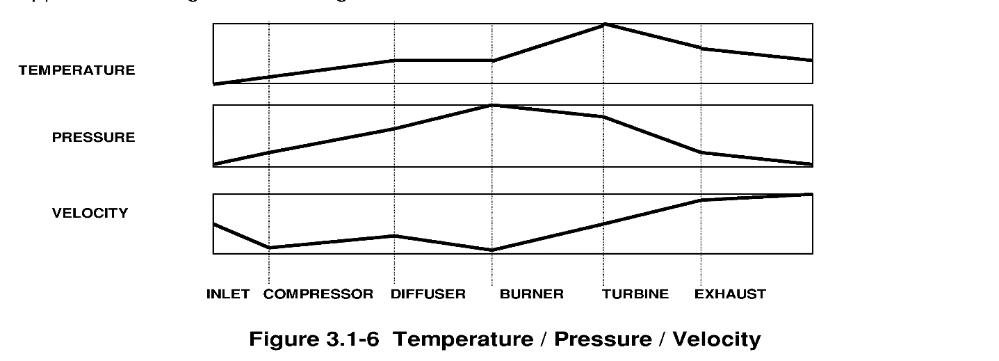 TEMPERATURE
PRESSURE
VELOCITY
INLET COMPRESSOR DIFFUSER BURNER TURBINE EXHAUST
Figure 3.1-6 Temperature / Pressure / Velocity